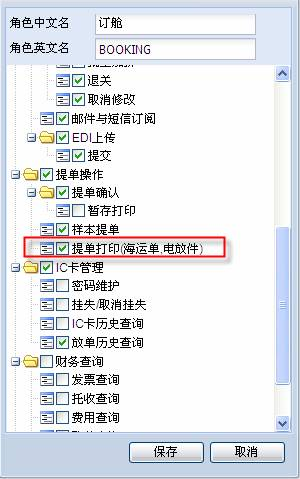 角色中文名 订舱
角色英文名 BOOKING
退关
取消修改
邮件与短信订阅
EDI上传
提交
提单操作
提单确认
暂存打印
样本提单
提单打印(海运单,电放件)
IC卡管理
密码维护
挂失/取消挂失
IC卡历史查询
放单历史查询
财务查询
发票查询
托收查询
费用查询
保存 取消